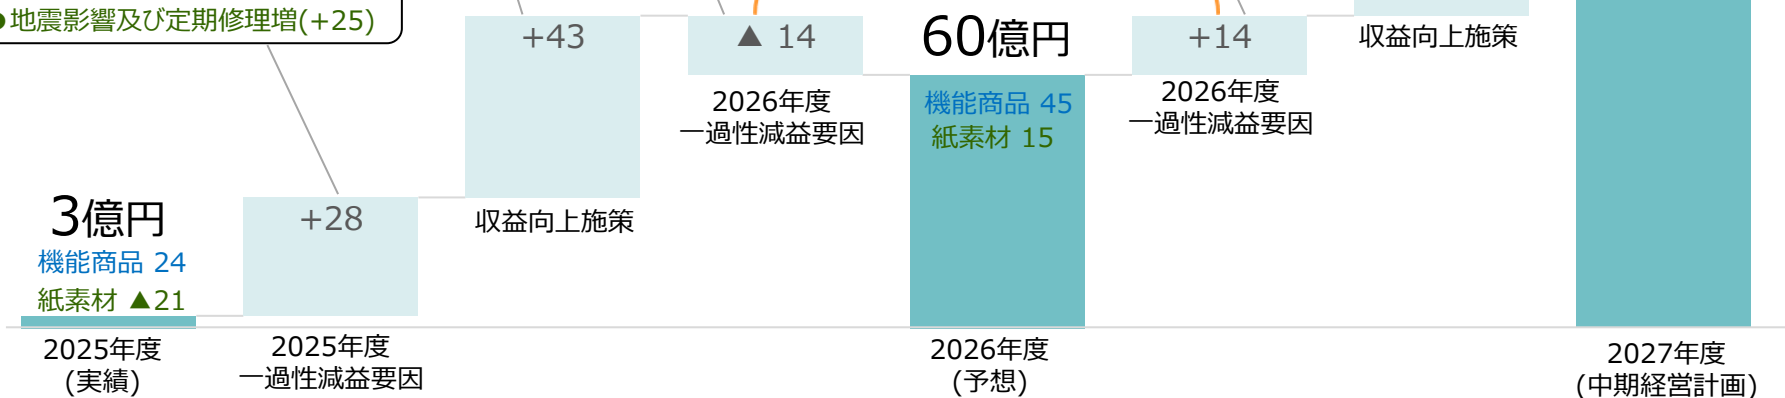 ●地震影響及び定期修理増(+25)
3億円
機能商品 24
紙素材 ▲21
2025年度
(実績)
+28
2025年度
一過性減益要因
+43
収益向上施策
▲ 14
2026年度
一過性減益要因
60億円
機能商品 45
紙素材 15
2026年度
(予想)
+14
2026年度
一過性減益要因
収益向上施策
2027年度
(中期経営計画)